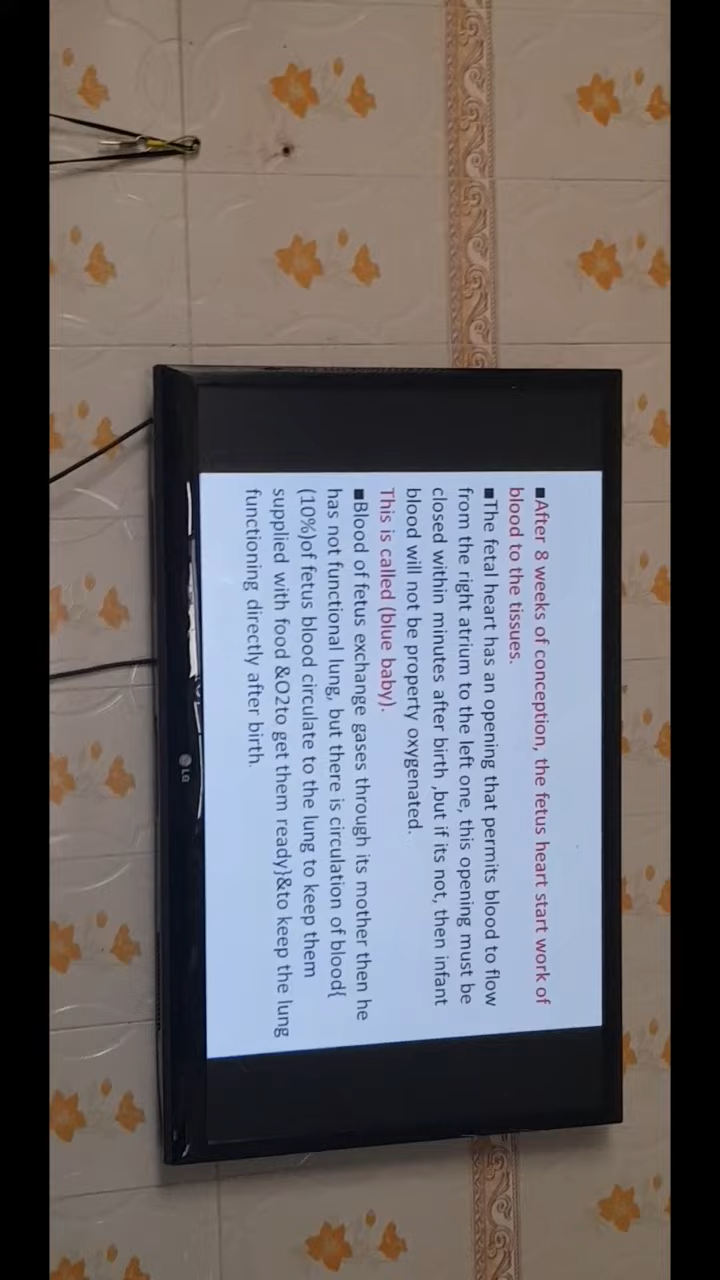 ■After 8 weeks of conception, the fetus heart start work of
blood to the tissues.
■The fetal heart has an opening that permits blood to flow
from the right atrium to the left one, this opening must be
closed within minutes after birth ,but if its not, then infant
blood will not be property oxygenated.
This is called (blue baby).
■Blood of fetus exchange gases through its mother then he
has not functional lung, but there is circulation of blood{
(10%)of fetus blood circulate to the lung to keep them
supplied with food &O2to get them ready}&to keep the lung
functioning directly after birth.
LG